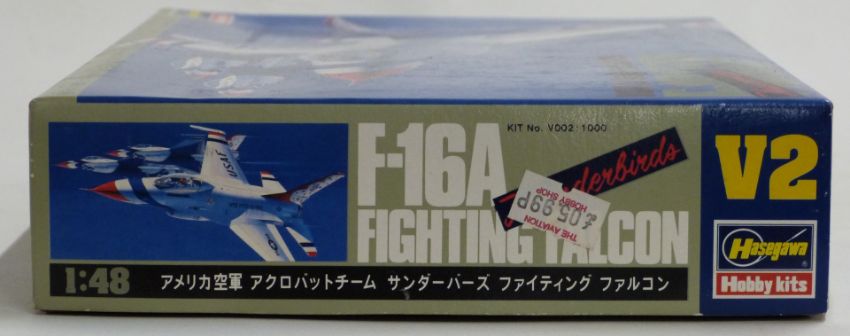 KIT No. V002:1000
F-16A
Thunderbirds
FIGHTING FALCON
THE AVIATION
HOBBY SHOP
£05.99P
USAF
1:48 アメリカ空軍 アクロバットチーム サンダーバーズ ファイティング ファルコン
V2
Hasegawa
Hobby kits